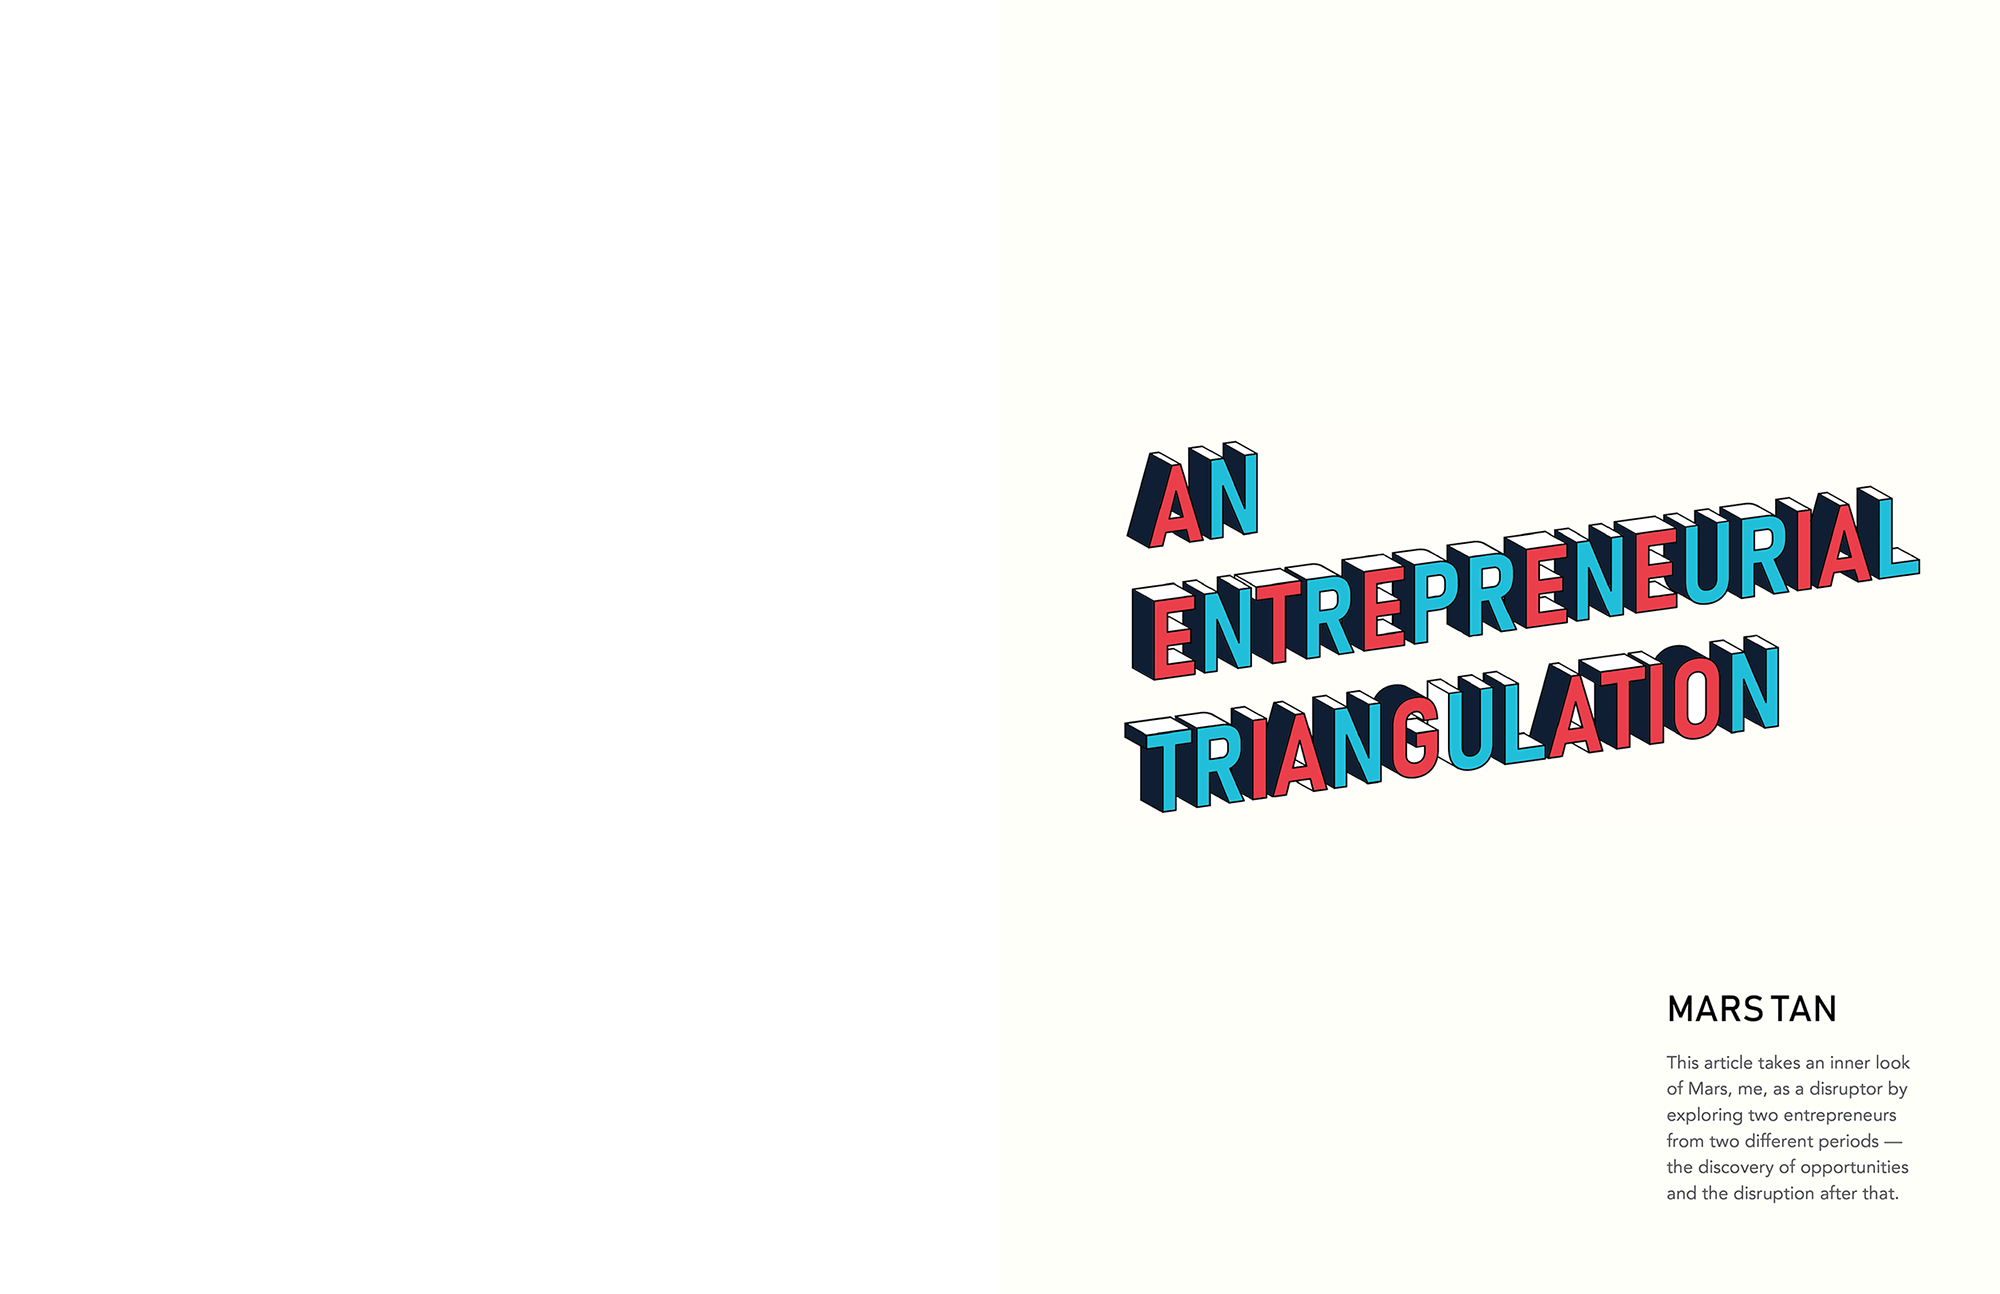 AN
ENTREPRENEURIAL
TRIANGULATION
MARS TAN
This article takes an inner look
of Mars, me, as a disruptor by
exploring two entrepreneurs
from two different periods —
the discovery of opportunities
and the disruption after that.